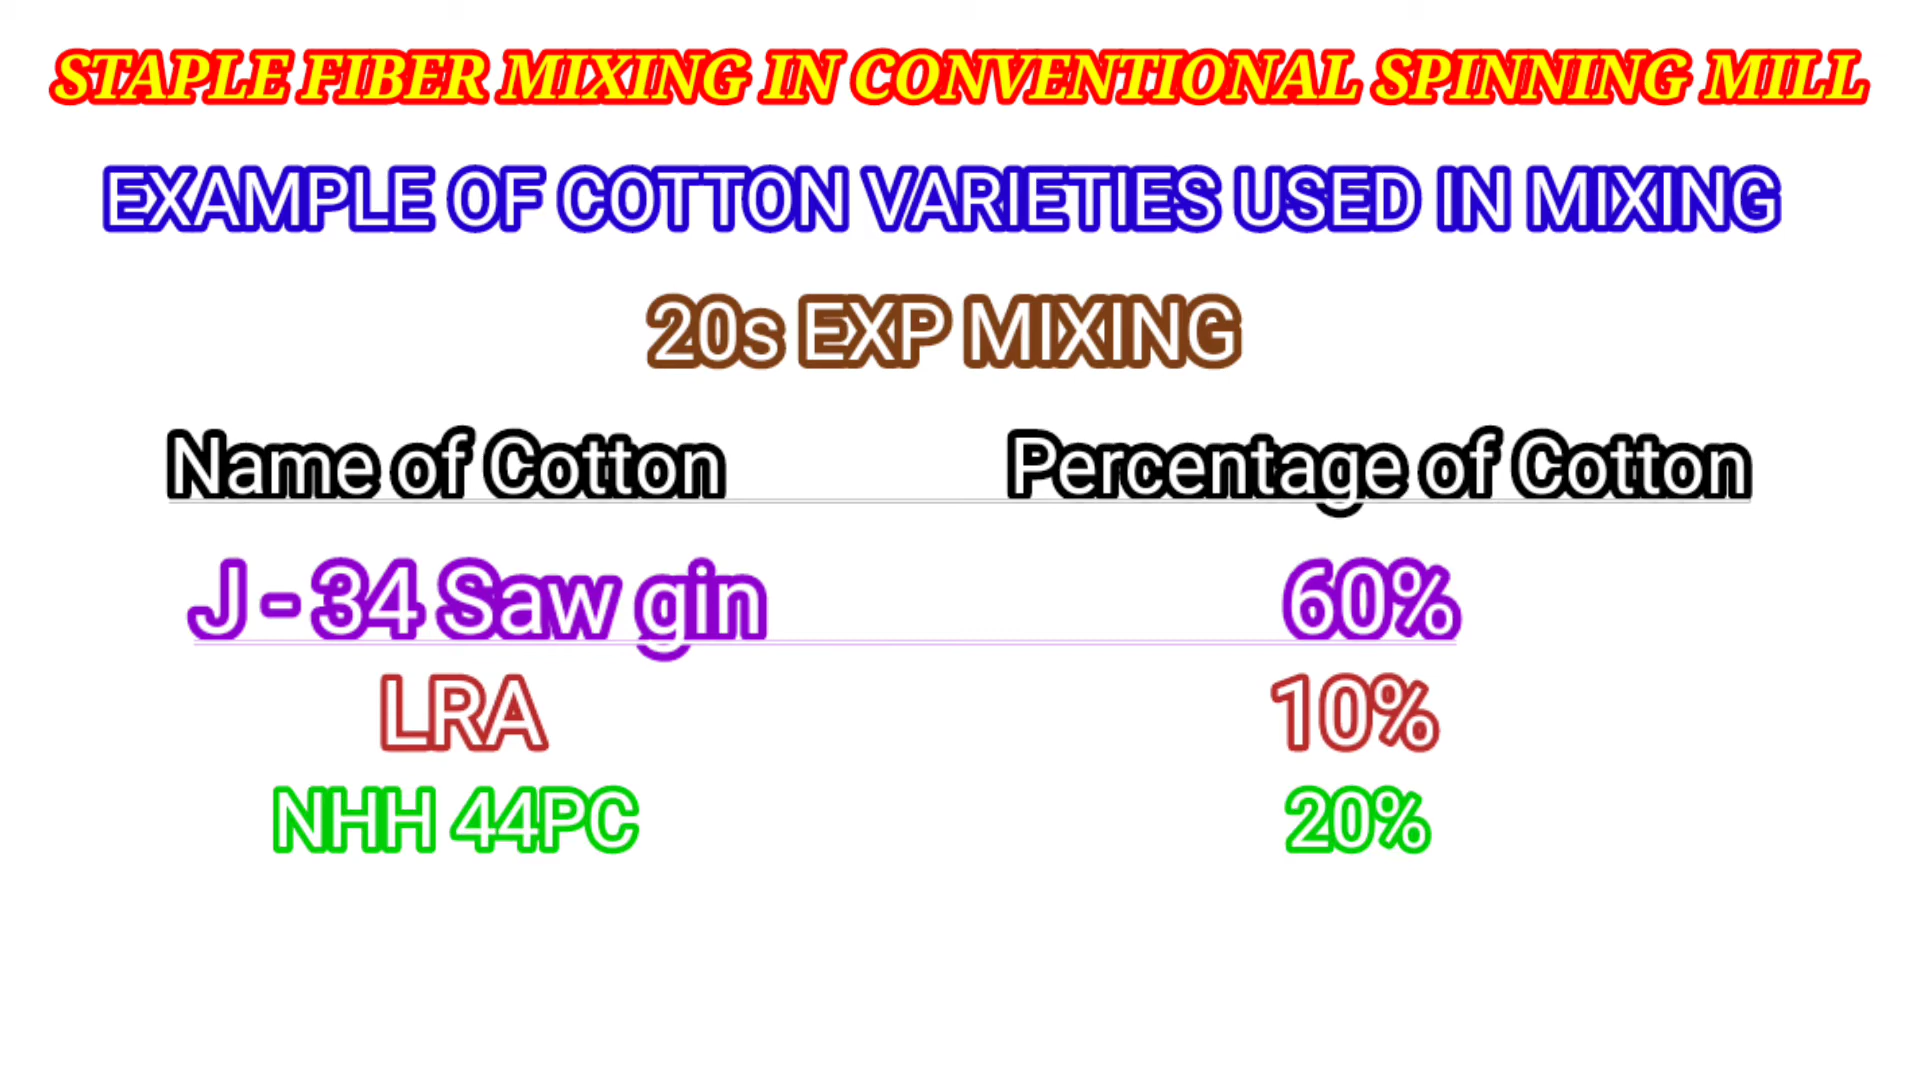 STAPLE FIBER MIXING IN CONVENTIONAL SPINNING MILL
EXAMPLE OF COTTON VARIETIES USED IN MIXING
20s EXP MIXING
Name of Cotton Percentage of Cotton
J - 34 Saw gin 60%
LRA 10%
NHH 44PC 20%